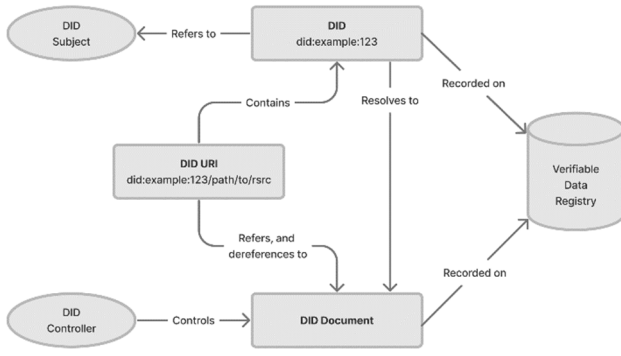 DID
Subject
Refers to
DID
did:example:123
Recorded on
Contains
Resolves to
DID URI
did:example:123/path/to/rsrc
Verifiable
Data
Registry
Refers, and
dereferences to
Recorded on
DID
Controller
Controls
DID Document